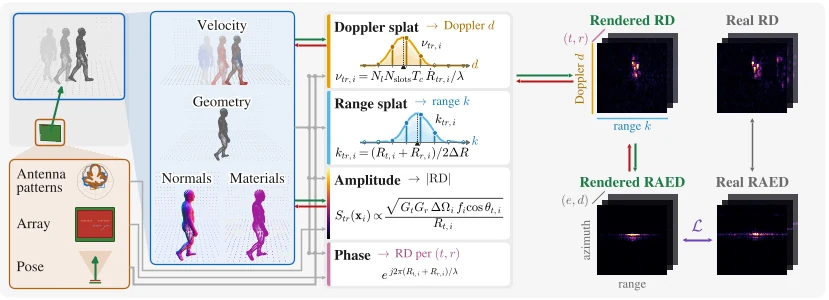 Velocity
Geometry
Normals Materials
Antenna
patterns
Array
Pose
Doppler splat → Doppler d
ν_{tr,i}
d
ν_{tr,i} = N_l N_{slots} T_c Ṙ_{tr,i}/λ
Range splat → range k
k_{tr,i}
k
k_{tr,i} = (R_{t,i} + R_{r,i})/2ΔR
Amplitude → |RD|
S_{tr}(x_i) ∝ √(G_t G_r ΔΩ_i f_i cos θ_{t,i}) / R_{t,i}
Phase → RD per (t, r)
e^{j2π(R_{t,i} + R_{r,i})/λ}
Rendered RD Real RD
(t, r)
Doppler d
range k
Rendered RAED Real RAED
(e, d)
azimuth
ℒ
range